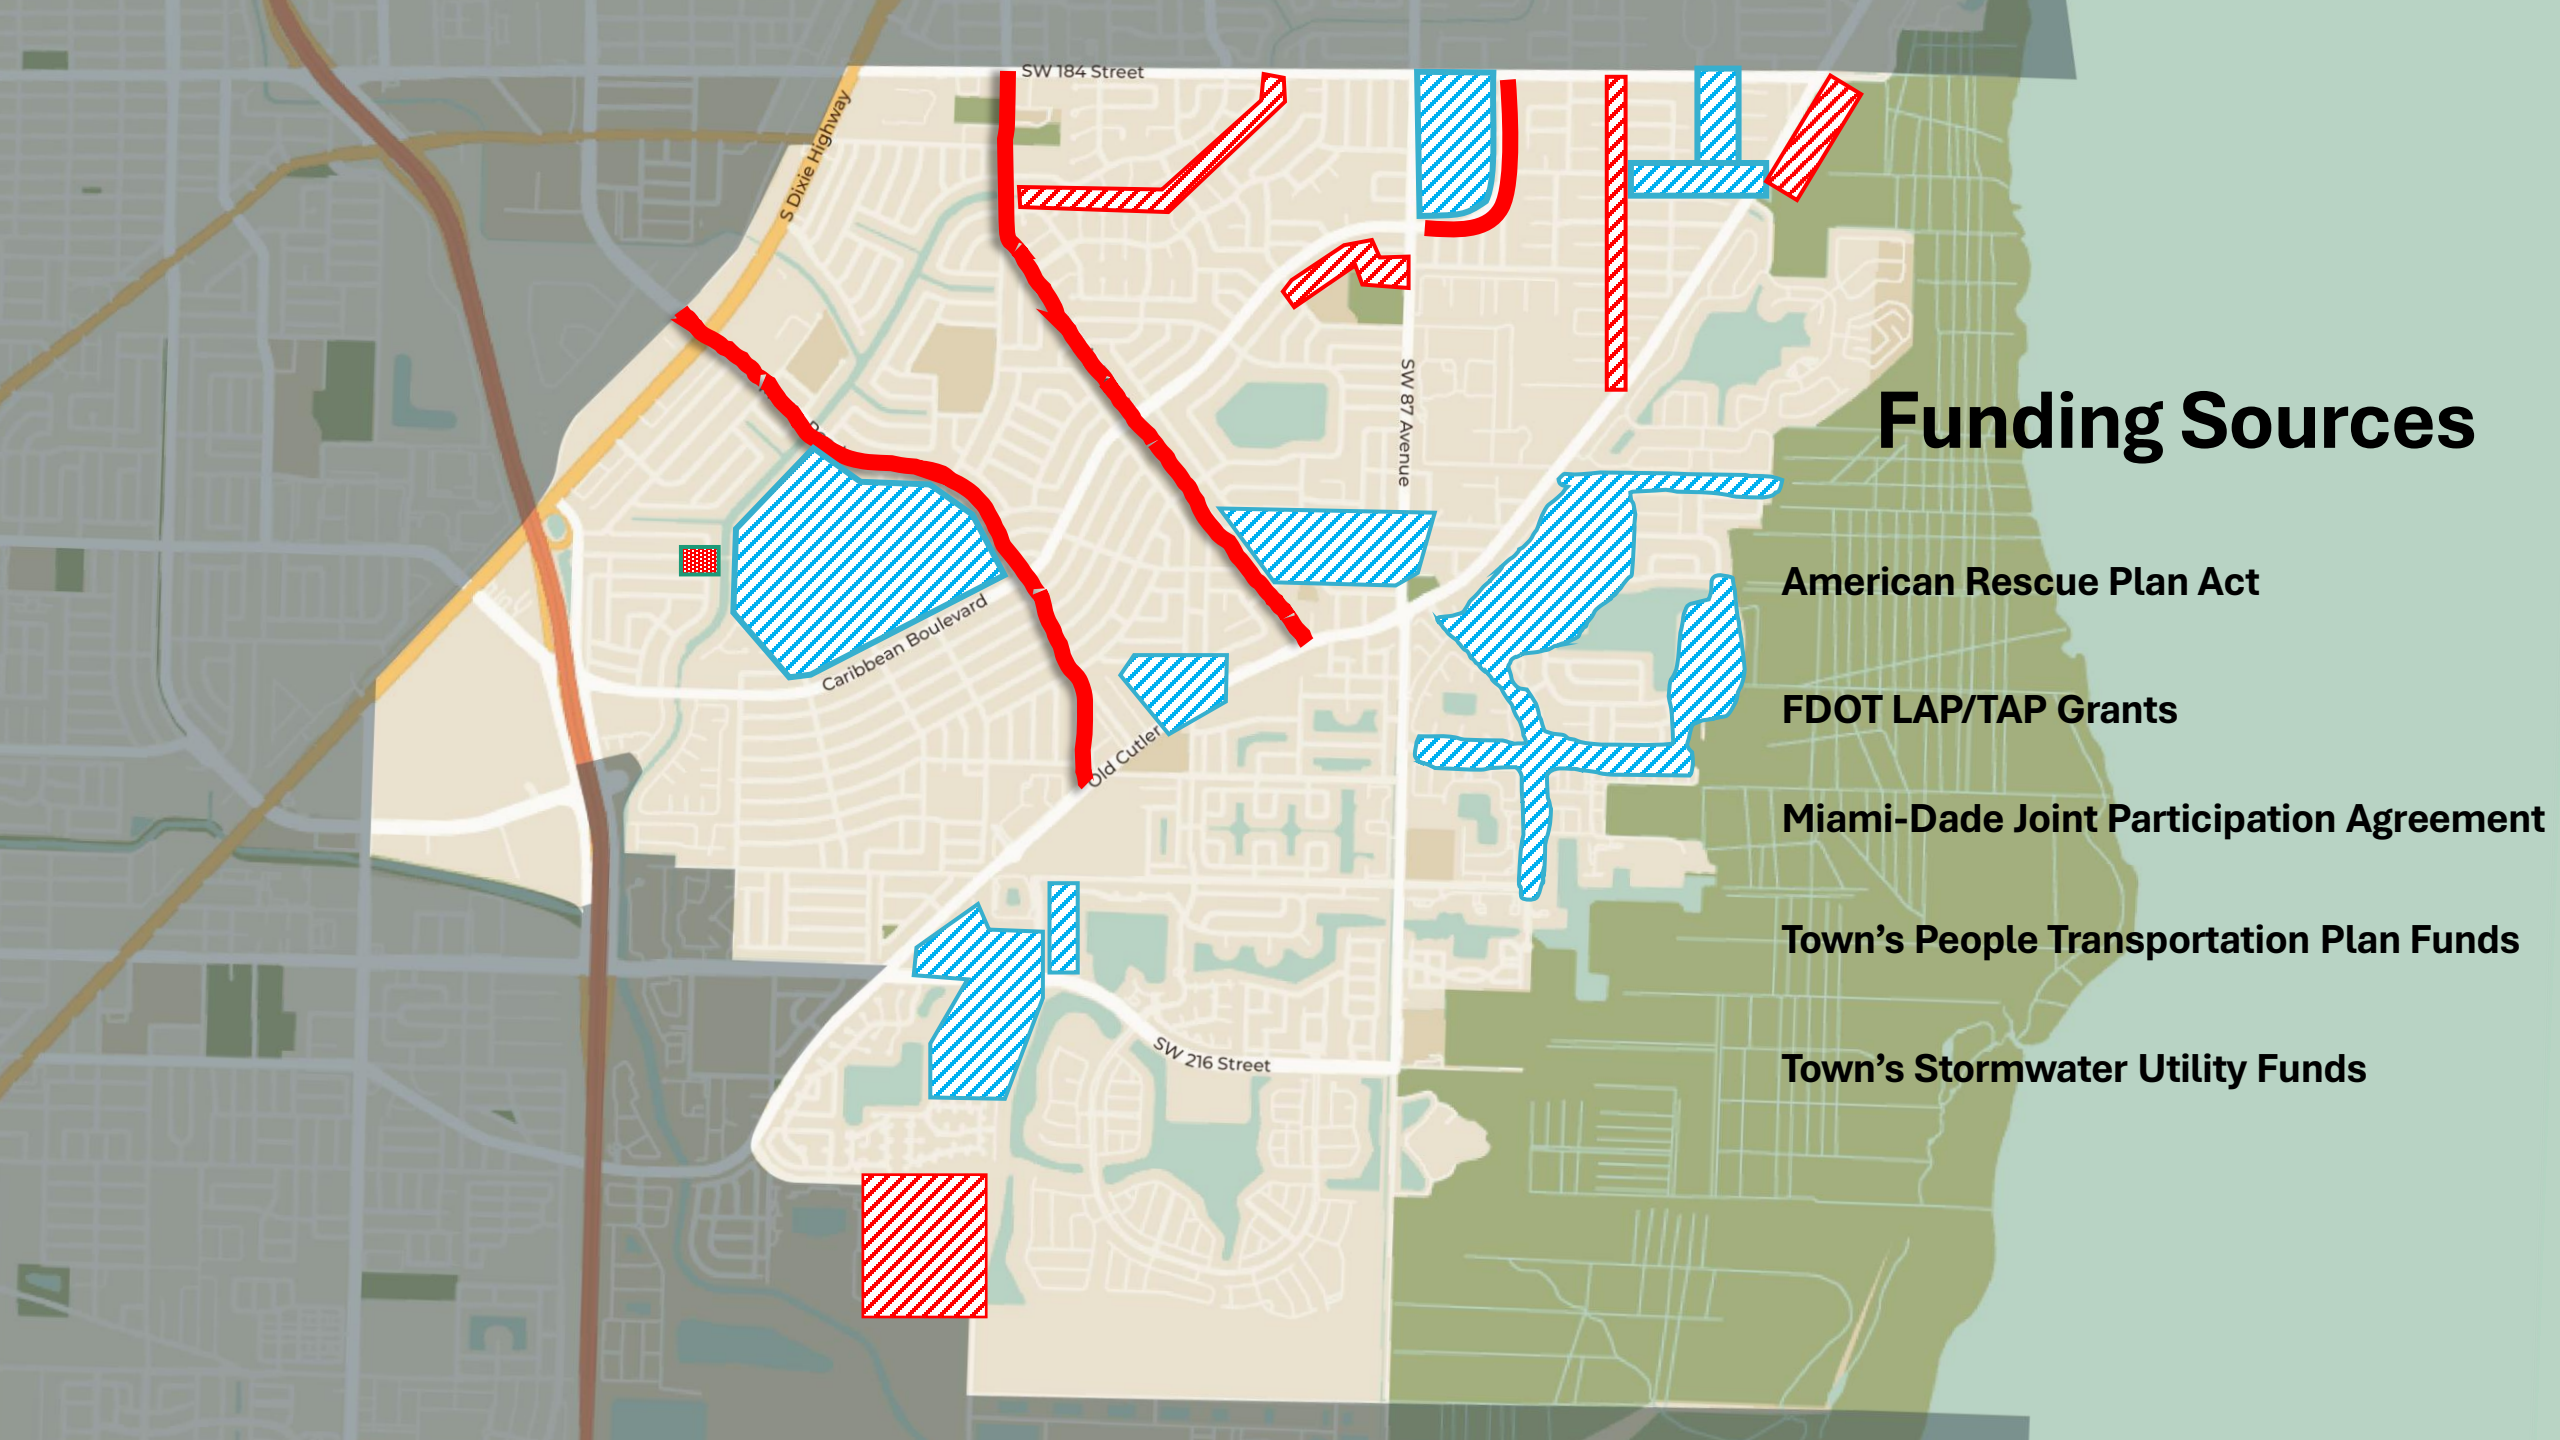 SW 184 Street
S Dixie Highway
SW 87 Avenue
Funding Sources
American Rescue Plan Act
Caribbean Boulevard
FDOT LAP/TAP Grants
Old Cutler
Miami-Dade Joint Participation Agreement
Town’s People Transportation Plan Funds
SW 216 Street
Town’s Stormwater Utility Funds